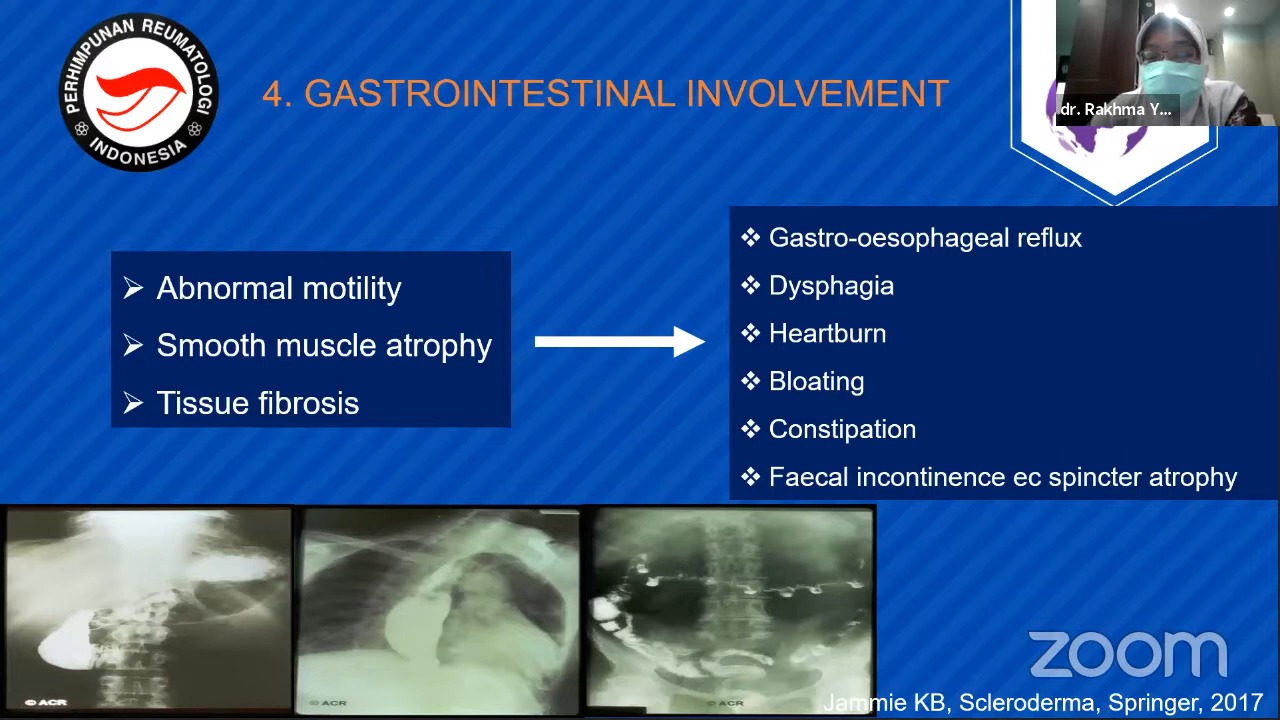 PERHIMPUNAN REUMATOLOGI
INDONESIA
4. GASTROINTESTINAL INVOLVEMENT
dr. Rakhma Y...
Abnormal motility
Smooth muscle atrophy
Tissue fibrosis
Gastro-oesophageal reflux
Dysphagia
Heartburn
Bloating
Constipation
Faecal incontinence ec spincter atrophy
© ACR
© ACR
© ACR
zoom
Jammie KB, Scleroderma, Springer, 2017